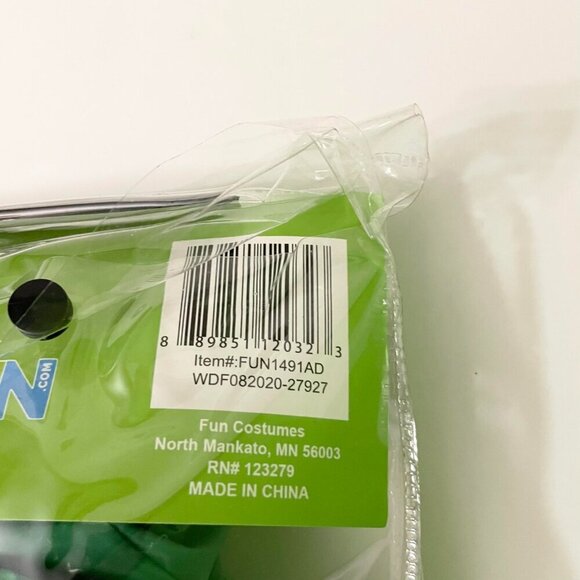 8 89851 12032 3
Item#:FUN1491AD
WDF082020-27927
N
.COM
Fun Costumes
North Mankato, MN 56003
RN# 123279
MADE IN CHINA